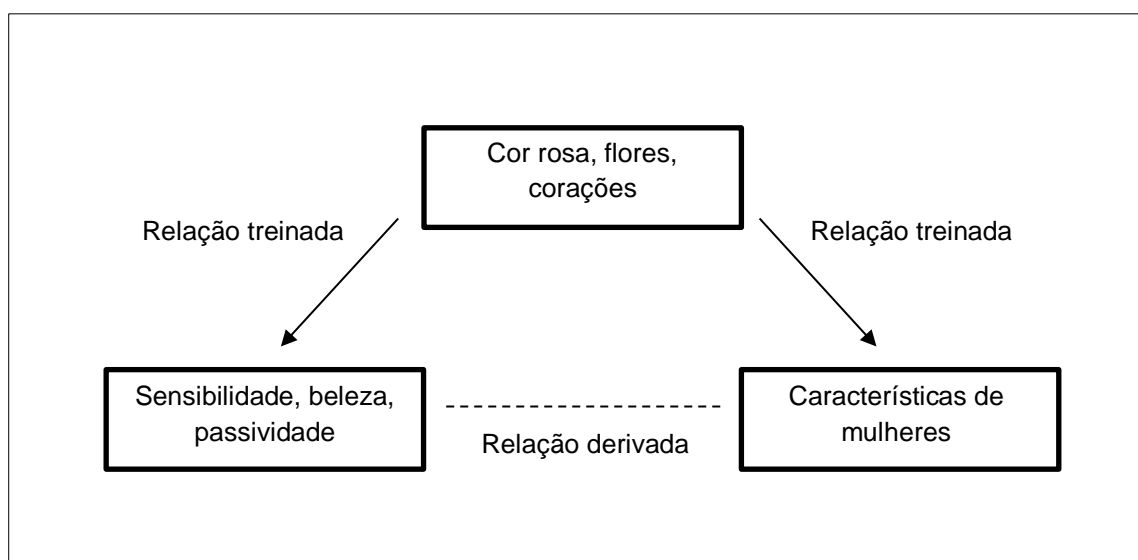 Cor rosa, flores,
corações
Relação treinada
Relação treinada
Sensibilidade, beleza,
passividade
Características de
mulheres
Relação derivada